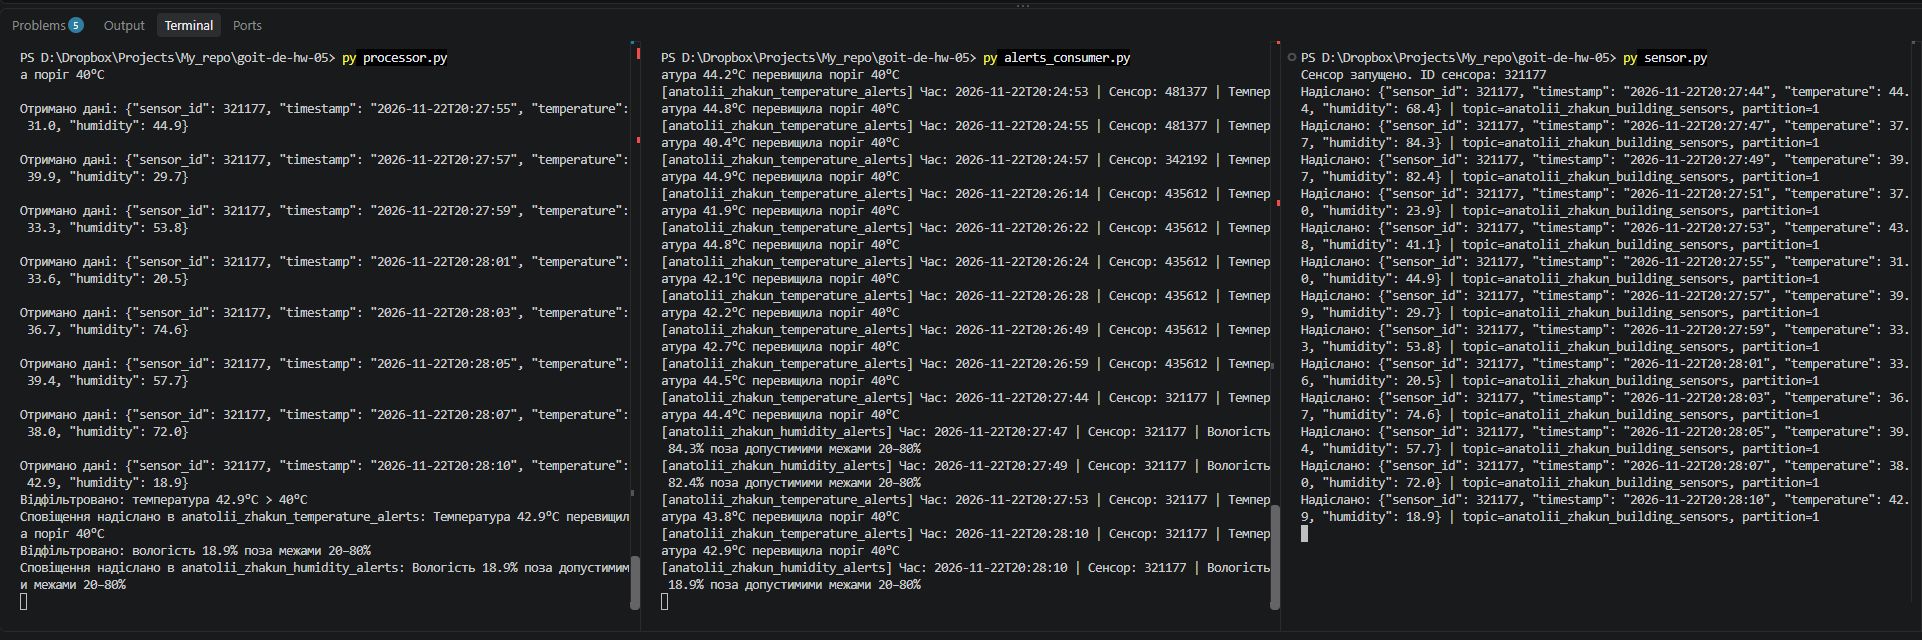 Problems 5 Output Terminal Ports
PS D:\Dropbox\Projects\My_repo\goit-de-hw-05> py processor.py
а поріг 40°C
Отримано дані: {"sensor_id": 321177, "timestamp": "2026-11-22T20:27:55", "temperature":
31.0, "humidity": 44.9}
Отримано дані: {"sensor_id": 321177, "timestamp": "2026-11-22T20:27:57", "temperature":
39.9, "humidity": 29.7}
Отримано дані: {"sensor_id": 321177, "timestamp": "2026-11-22T20:27:59", "temperature":
33.3, "humidity": 53.8}
Отримано дані: {"sensor_id": 321177, "timestamp": "2026-11-22T20:28:01", "temperature":
33.6, "humidity": 20.5}
Отримано дані: {"sensor_id": 321177, "timestamp": "2026-11-22T20:28:03", "temperature":
36.7, "humidity": 74.6}
Отримано дані: {"sensor_id": 321177, "timestamp": "2026-11-22T20:28:05", "temperature":
39.4, "humidity": 57.7}
Отримано дані: {"sensor_id": 321177, "timestamp": "2026-11-22T20:28:07", "temperature":
38.0, "humidity": 72.0}
Отримано дані: {"sensor_id": 321177, "timestamp": "2026-11-22T20:28:10", "temperature":
42.9, "humidity": 18.9}
Відфільтровано: температура 42.9°C > 40°C
Сповіщення надіслано в anatolii_zhakun_temperature_alerts: Температура 42.9°C перевищил
а поріг 40°C
Відфільтровано: вологість 18.9% поза межами 20–80%
Сповіщення надіслано в anatolii_zhakun_humidity_alerts: Вологість 18.9% поза допустимим
и межами 20–80%
PS D:\Dropbox\Projects\My_repo\goit-de-hw-05> py alerts_consumer.py
атура 44.2°C перевищила поріг 40°C
[anatolii_zhakun_temperature_alerts] Час: 2026-11-22T20:24:53 | Сенсор: 481377 | Темпер
атура 44.8°C перевищила поріг 40°C
[anatolii_zhakun_temperature_alerts] Час: 2026-11-22T20:24:55 | Сенсор: 481377 | Темпер
атура 40.4°C перевищила поріг 40°C
[anatolii_zhakun_temperature_alerts] Час: 2026-11-22T20:24:57 | Сенсор: 342192 | Темпер
атура 44.9°C перевищила поріг 40°C
[anatolii_zhakun_temperature_alerts] Час: 2026-11-22T20:26:14 | Сенсор: 435612 | Темпер
атура 41.9°C перевищила поріг 40°C
[anatolii_zhakun_temperature_alerts] Час: 2026-11-22T20:26:22 | Сенсор: 435612 | Темпер
атура 44.8°C перевищила поріг 40°C
[anatolii_zhakun_temperature_alerts] Час: 2026-11-22T20:26:24 | Сенсор: 435612 | Темпер
атура 42.1°C перевищила поріг 40°C
[anatolii_zhakun_temperature_alerts] Час: 2026-11-22T20:26:28 | Сенсор: 435612 | Темпер
атура 42.2°C перевищила поріг 40°C
[anatolii_zhakun_temperature_alerts] Час: 2026-11-22T20:26:49 | Сенсор: 435612 | Темпер
атура 42.7°C перевищила поріг 40°C
[anatolii_zhakun_temperature_alerts] Час: 2026-11-22T20:26:59 | Сенсор: 435612 | Темпер
атура 44.5°C перевищила поріг 40°C
[anatolii_zhakun_temperature_alerts] Час: 2026-11-22T20:27:44 | Сенсор: 321177 | Темпер
атура 44.4°C перевищила поріг 40°C
[anatolii_zhakun_humidity_alerts] Час: 2026-11-22T20:27:47 | Сенсор: 321177 | Вологість
84.3% поза допустимими межами 20–80%
[anatolii_zhakun_humidity_alerts] Час: 2026-11-22T20:27:49 | Сенсор: 321177 | Вологість
82.4% поза допустимими межами 20–80%
[anatolii_zhakun_temperature_alerts] Час: 2026-11-22T20:27:53 | Сенсор: 321177 | Темпер
атура 43.8°C перевищила поріг 40°C
[anatolii_zhakun_temperature_alerts] Час: 2026-11-22T20:28:10 | Сенсор: 321177 | Темпер
атура 42.9°C перевищила поріг 40°C
[anatolii_zhakun_humidity_alerts] Час: 2026-11-22T20:28:10 | Сенсор: 321177 | Вологість
18.9% поза допустимими межами 20–80%
PS D:\Dropbox\Projects\My_repo\goit-de-hw-05> py sensor.py
Сенсор запущено. ID сенсора: 321177
Надіслано: {"sensor_id": 321177, "timestamp": "2026-11-22T20:27:44", "temperature": 44.
4, "humidity": 68.4} | topic=anatolii_zhakun_building_sensors, partition=1
Надіслано: {"sensor_id": 321177, "timestamp": "2026-11-22T20:27:47", "temperature": 37.
7, "humidity": 84.3} | topic=anatolii_zhakun_building_sensors, partition=1
Надіслано: {"sensor_id": 321177, "timestamp": "2026-11-22T20:27:49", "temperature": 39.
7, "humidity": 82.4} | topic=anatolii_zhakun_building_sensors, partition=1
Надіслано: {"sensor_id": 321177, "timestamp": "2026-11-22T20:27:51", "temperature": 37.
0, "humidity": 23.9} | topic=anatolii_zhakun_building_sensors, partition=1
Надіслано: {"sensor_id": 321177, "timestamp": "2026-11-22T20:27:53", "temperature": 43.
8, "humidity": 41.1} | topic=anatolii_zhakun_building_sensors, partition=1
Надіслано: {"sensor_id": 321177, "timestamp": "2026-11-22T20:27:55", "temperature": 31.
0, "humidity": 44.9} | topic=anatolii_zhakun_building_sensors, partition=1
Надіслано: {"sensor_id": 321177, "timestamp": "2026-11-22T20:27:57", "temperature": 39.
9, "humidity": 29.7} | topic=anatolii_zhakun_building_sensors, partition=1
Надіслано: {"sensor_id": 321177, "timestamp": "2026-11-22T20:27:59", "temperature": 33.
3, "humidity": 53.8} | topic=anatolii_zhakun_building_sensors, partition=1
Надіслано: {"sensor_id": 321177, "timestamp": "2026-11-22T20:28:01", "temperature": 33.
6, "humidity": 20.5} | topic=anatolii_zhakun_building_sensors, partition=1
Надіслано: {"sensor_id": 321177, "timestamp": "2026-11-22T20:28:03", "temperature": 36.
7, "humidity": 74.6} | topic=anatolii_zhakun_building_sensors, partition=1
Надіслано: {"sensor_id": 321177, "timestamp": "2026-11-22T20:28:05", "temperature": 39.
4, "humidity": 57.7} | topic=anatolii_zhakun_building_sensors, partition=1
Надіслано: {"sensor_id": 321177, "timestamp": "2026-11-22T20:28:07", "temperature": 38.
0, "humidity": 72.0} | topic=anatolii_zhakun_building_sensors, partition=1
Надіслано: {"sensor_id": 321177, "timestamp": "2026-11-22T20:28:10", "temperature": 42.
9, "humidity": 18.9} | topic=anatolii_zhakun_building_sensors, partition=1